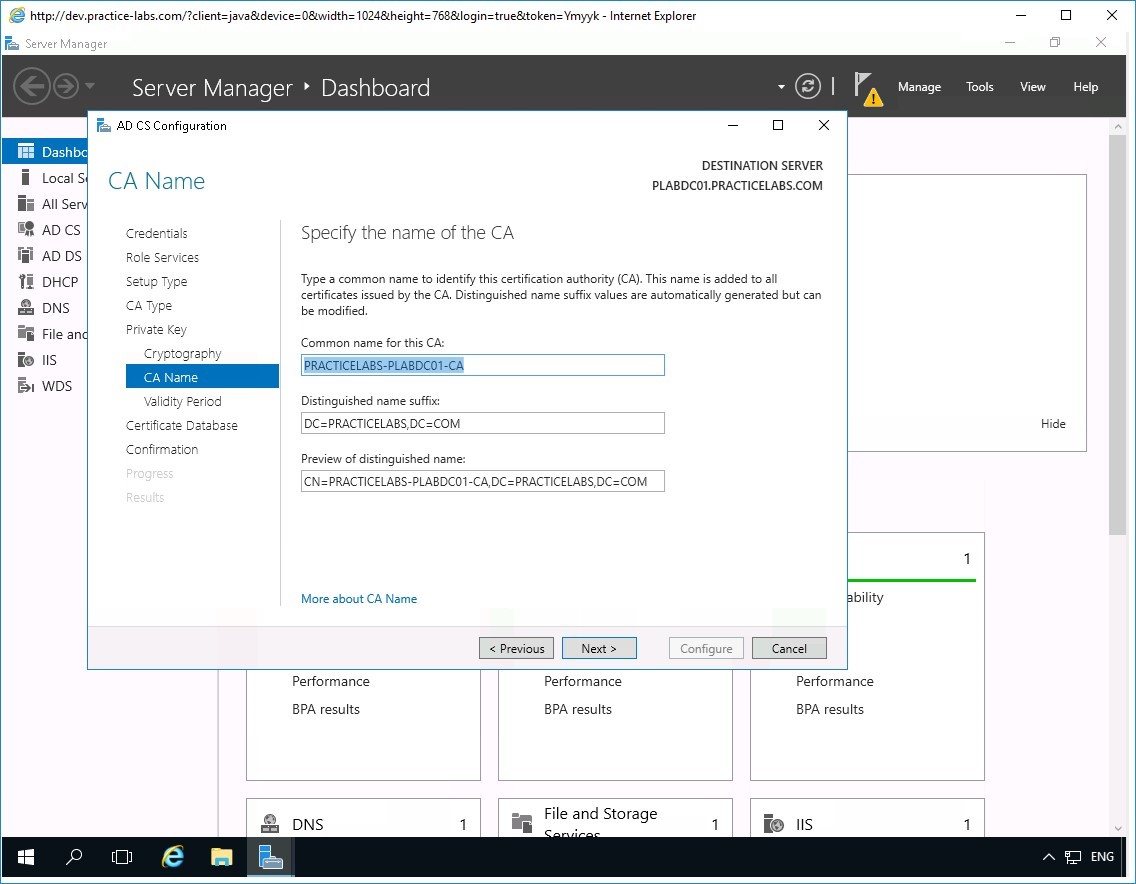 http://dev.practice-labs.com/?client=java&device=0&width=1024&height=768&login=true&token=Ymyyk - Internet Explorer
Server Manager
Server Manager Dashboard
Manage Tools View Help
AD CS Configuration
CA Name
DESTINATION SERVER
PLABDC01.PRACTICELABS.COM
Dashbo
Local Se
All Serv
AD CS
AD DS
DHCP
DNS
File and
IIS
WDS
Credentials
Role Services
Setup Type
CA Type
Private Key
Cryptography
CA Name
Validity Period
Certificate Database
Confirmation
Progress
Results
Specify the name of the CA
Type a common name to identify this certification authority (CA). This name is added to all
certificates issued by the CA. Distinguished name suffix values are automatically generated but can
be modified.
Common name for this CA:
PRACTICELABS-PLABDC01-CA
Distinguished name suffix:
DC=PRACTICELABS,DC=COM
Preview of distinguished name:
CN=PRACTICELABS-PLABDC01-CA,DC=PRACTICELABS,DC=COM
More about CA Name
< Previous Next > Configure Cancel
Hide
1
ability
Performance
BPA results
Performance
BPA results
Performance
BPA results
DNS 1
File and Storage
Services 1
IIS 1
ENG